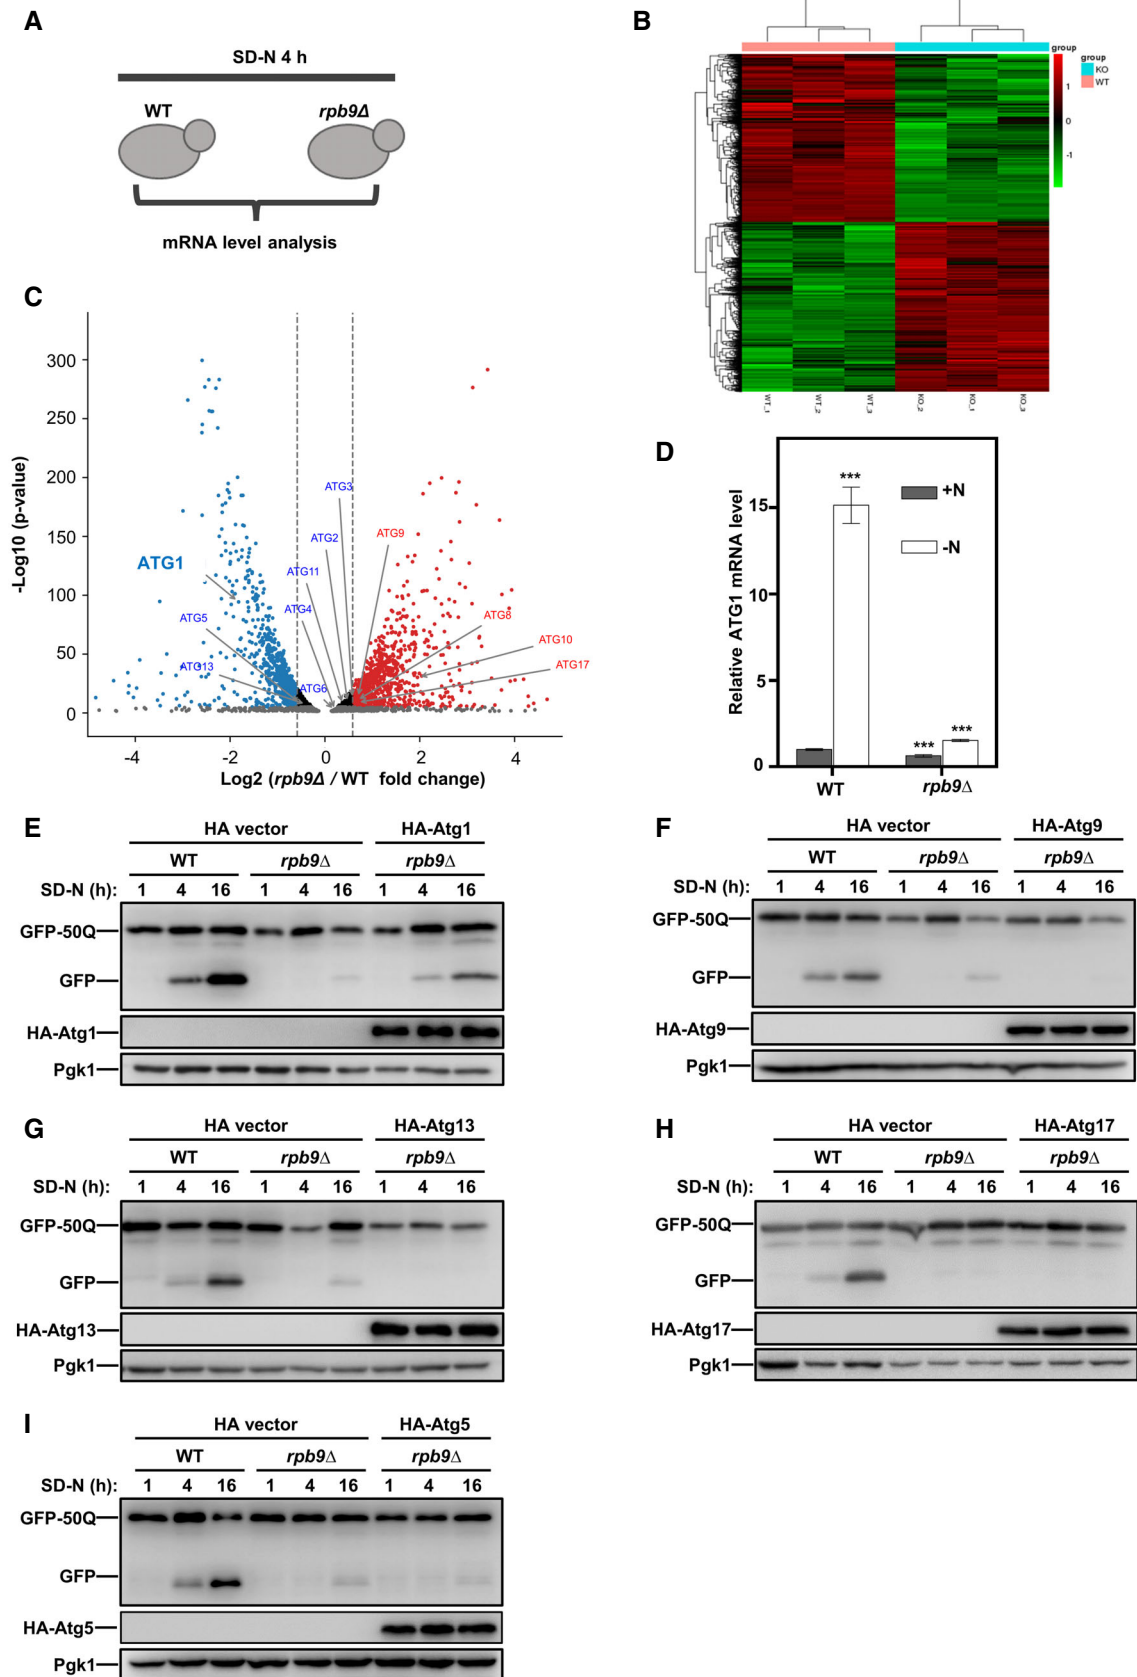 A
SD-N 4 h
WT
rpb9Δ
mRNA level analysis
B
group
1
0
-1
group
KO
WT
WT_1
WT_2
WT_3
KO_2
KO_1
KO_3
C
-Log10 (p-value)
300
250
200
150
100
50
0
ATG3
ATG2
ATG9
ATG1
ATG11
ATG4
ATG5
ATG8
ATG10
ATG13
ATG17
ATG6
-4
-2
0
2
4
Log2 (rpb9Δ / WT fold change)
D
Relative ATG1 mRNA level
15
10
5
0
***
***
***
+N
-N
WT
rpb9Δ
E
HA vector
HA-Atg1
WT
rpb9Δ
rpb9Δ
SD-N (h): 1 4 16 1 4 16 1 4 16
GFP-50Q
GFP
HA-Atg1
Pgk1
F
HA vector
HA-Atg9
WT
rpb9Δ
rpb9Δ
SD-N (h): 1 4 16 1 4 16 1 4 16
GFP-50Q
GFP
HA-Atg9
Pgk1
G
HA vector
HA-Atg13
WT
rpb9Δ
rpb9Δ
SD-N (h): 1 4 16 1 4 16 1 4 16
GFP-50Q
GFP
HA-Atg13
Pgk1
H
HA vector
HA-Atg17
WT
rpb9Δ
rpb9Δ
SD-N (h): 1 4 16 1 4 16 1 4 16
GFP-50Q
GFP
HA-Atg17
Pgk1
I
HA vector
HA-Atg5
WT
rpb9Δ
rpb9Δ
SD-N (h): 1 4 16 1 4 16 1 4 16
GFP-50Q
GFP
HA-Atg5
Pgk1